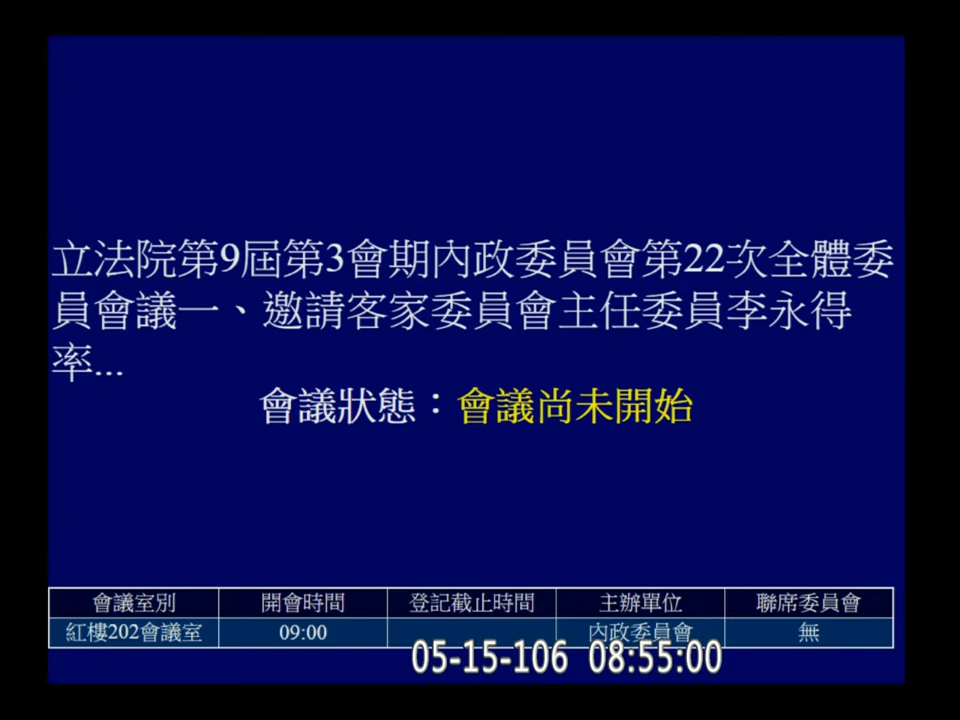 立法院第9屆第3會期內政委員會第22次全體委
員會議一、邀請客家委員會主任委員李永得
率...
會議狀態：會議尚未開始
會議室別 開會時間 登記截止時間 主辦單位 聯席委員會
紅樓202會議室 09:00 內政委員會 無
05-15-106 08:55:00